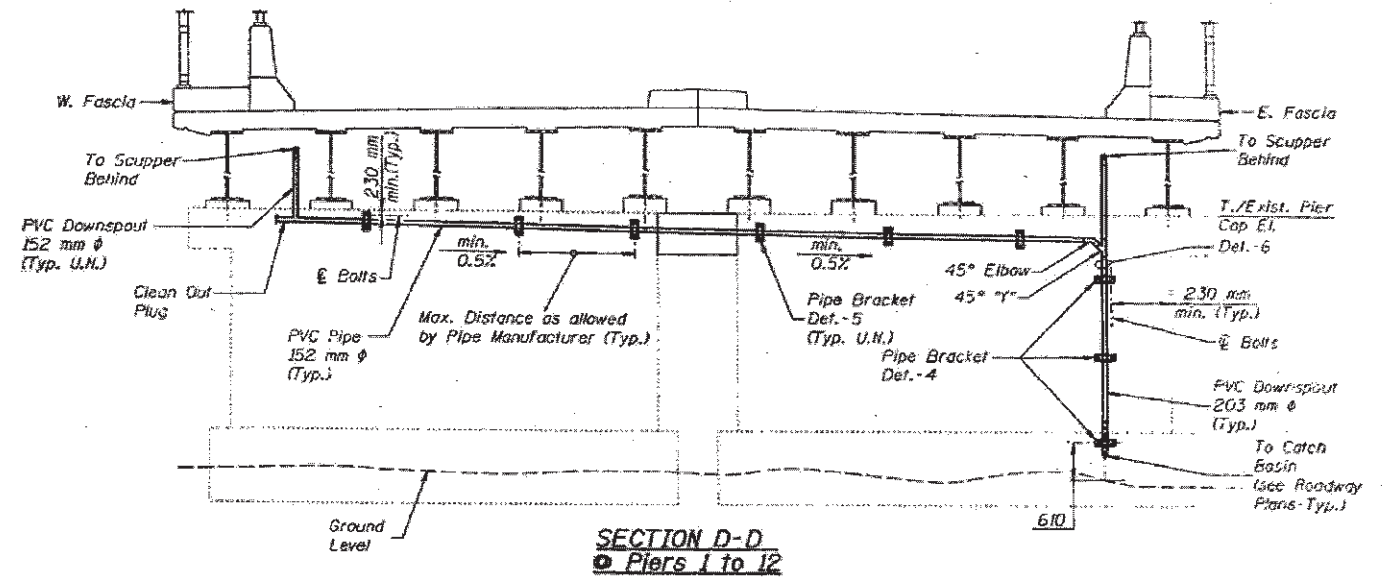 W. Fascia
E. Fascia
To Scupper
Behind
230 mm
min.(Typ.)
To Scupper
Behind
PVC Downspout
152 mm φ
(Typ. U.N.)
T./Exist. Pier
Cap El.
Det.-6
min.
0.5%
min.
0.5%
45° Elbow
45° "Y"
Clean Out
Plug
℄ Bolts
230 mm
min. (Typ.)
PVC Pipe
152 mm φ
(Typ.)
Max. Distance as allowed
by Pipe Manufacturer (Typ.)
Pipe Bracket
Det.-5
(Typ. U.N.)
℄ Bolts
Pipe Bracket
Det.-4
PVC Downspout
203 mm φ
(Typ.)
To Catch
Basin
(see Roadway
Plans-Typ.)
Ground
Level
610
SECTION D-D
Piers 1 to 12